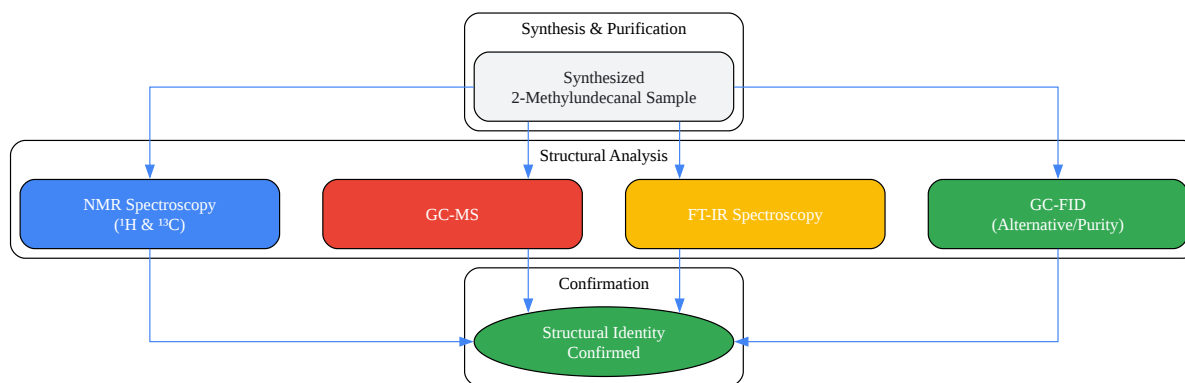 Synthesis & Purification
Synthesized
2-Methylundecanal Sample
Structural Analysis
NMR Spectroscopy
(¹H & ¹³C)
GC-MS
FT-IR Spectroscopy
GC-FID
(Alternative/Purity)
Confirmation
Structural Identity
Confirmed